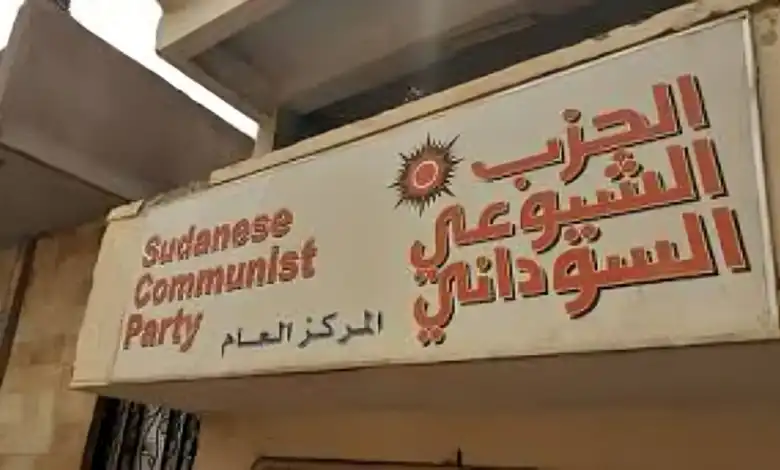 الحزب
الشيوعي
السوداني
Sudanese
Communist
Party
المركز العام